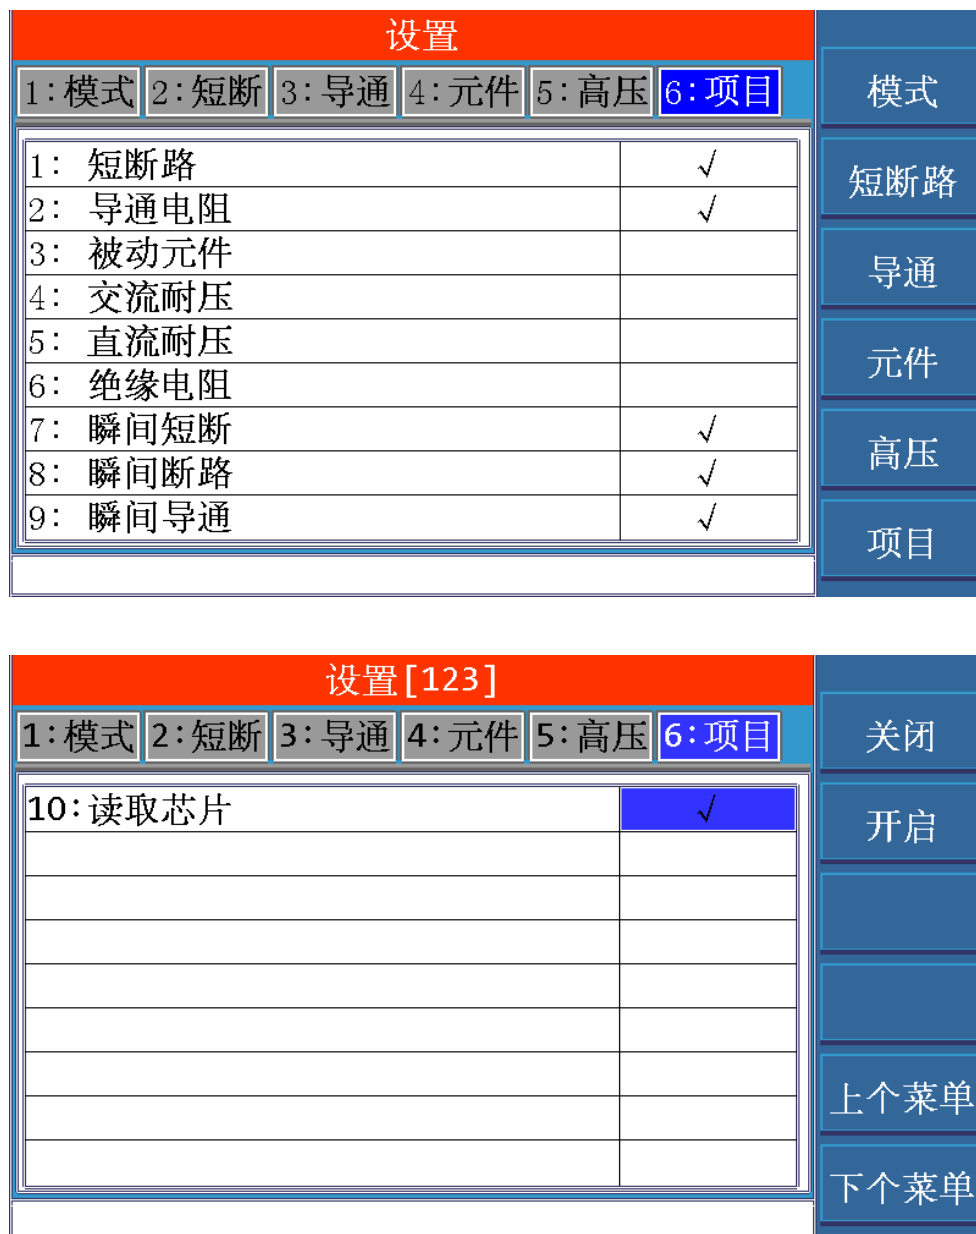 设置
1:模式 2:短断 3:导通 4:元件 5:高压 6:项目
1: 短断路 √
2: 导通电阻 √
3: 被动元件
4: 交流耐压
5: 直流耐压
6: 绝缘电阻
7: 瞬间短断 √
8: 瞬间断路 √
9: 瞬间导通 √
模式
短断路
导通
元件
高压
项目
设置[123]
1:模式 2:短断 3:导通 4:元件 5:高压 6:项目
10:读取芯片 √
关闭
开启
上个菜单
下个菜单